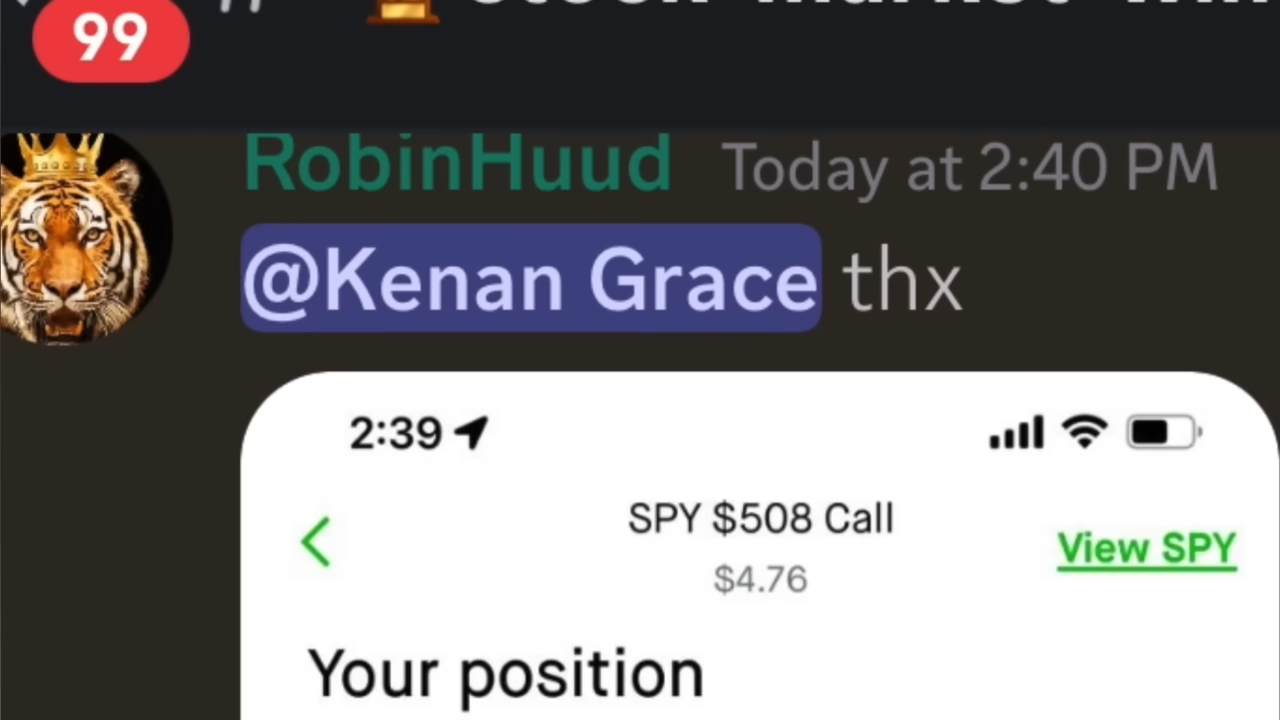 99
RobinHuud Today at 2:40 PM
@Kenan Grace thx
2:39
SPY $508 Call
View SPY
$4.76
Your position